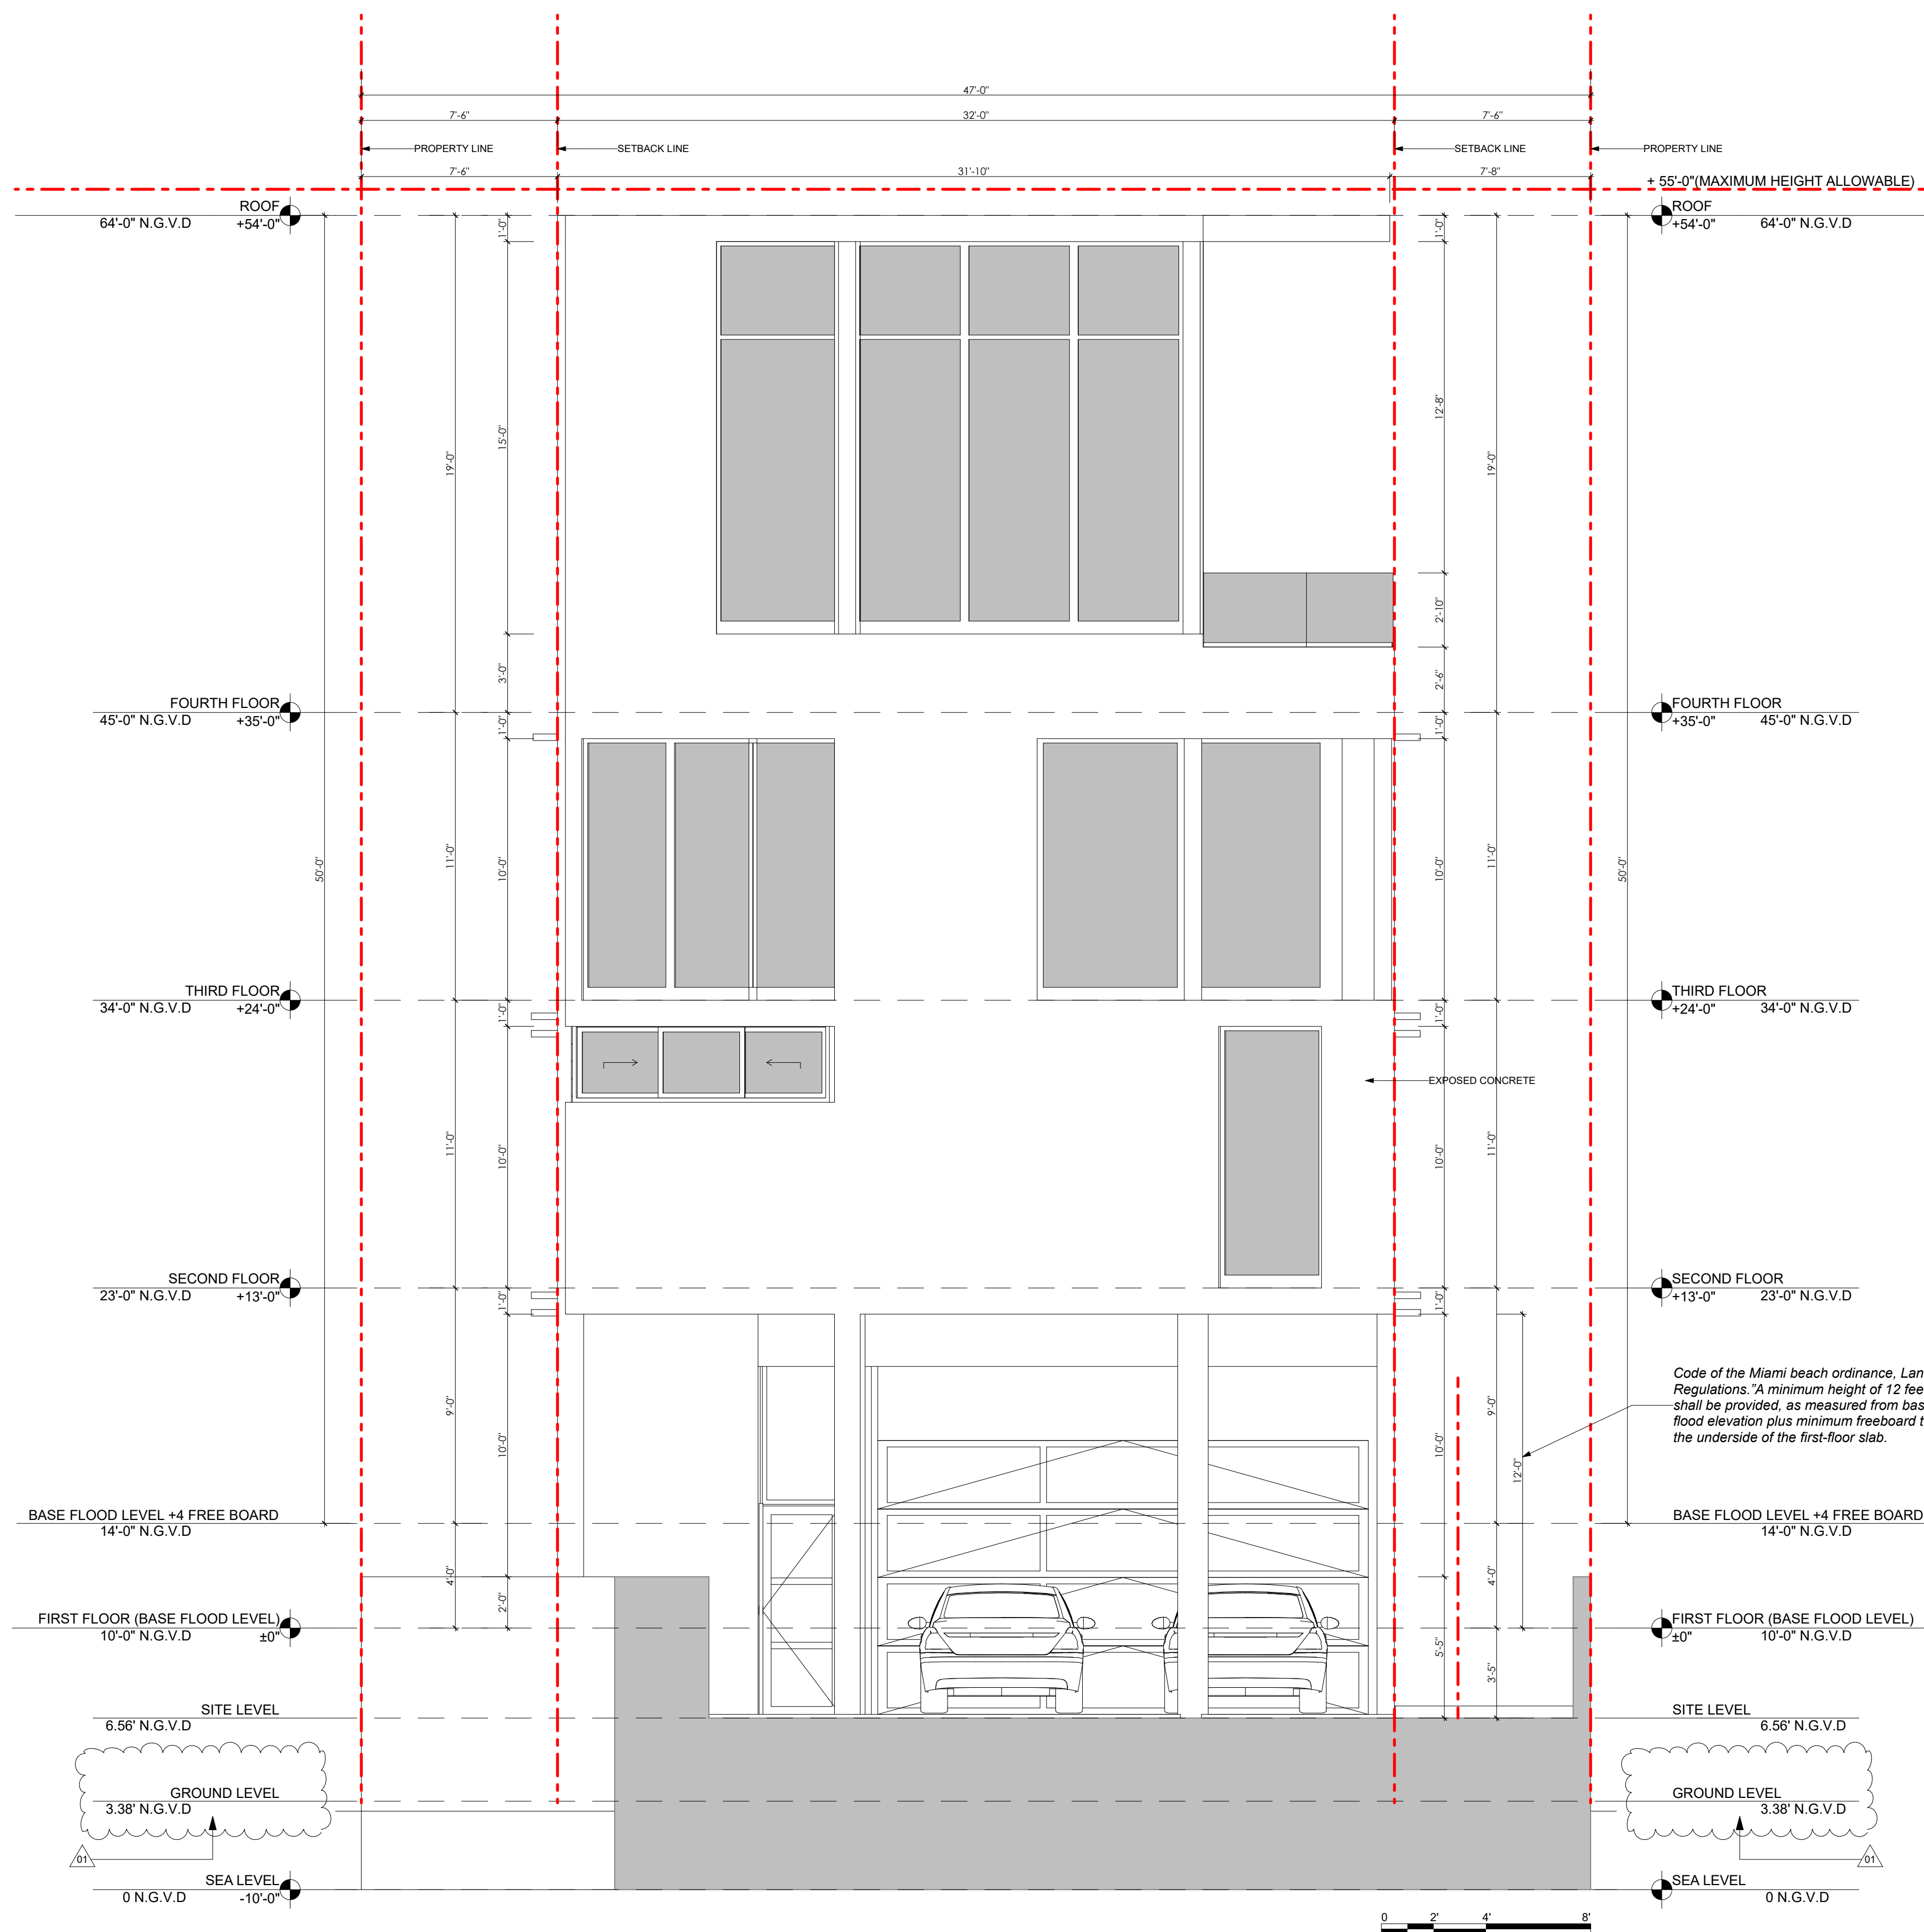 47'-0"
7'-6" 32'-0" 7'-6"
PROPERTY LINE SETBACK LINE SETBACK LINE PROPERTY LINE
7'-6" 31'-10" 7'-8"
+ 55'-0"(MAXIMUM HEIGHT ALLOWABLE)
ROOF
64'-0" N.G.V.D +54'-0"
ROOF
+54'-0" 64'-0" N.G.V.D
1'-0"
1'-0"
12'-8"
15'-0"
19'-0"
19'-0"
2'-10"
3'-0"
2'-6"
FOURTH FLOOR
45'-0" N.G.V.D +35'-0"
FOURTH FLOOR
+35'-0" 45'-0" N.G.V.D
1'-0"
1'-0"
50'-0"
11'-0"
10'-0"
10'-0"
11'-0"
50'-0"
THIRD FLOOR
34'-0" N.G.V.D +24'-0"
THIRD FLOOR
+24'-0" 34'-0" N.G.V.D
1'-0"
1'-0"
EXPOSED CONCRETE
11'-0"
10'-0"
10'-0"
11'-0"
SECOND FLOOR
23'-0" N.G.V.D +13'-0"
SECOND FLOOR
+13'-0" 23'-0" N.G.V.D
1'-0"
1'-0"
Code of the Miami beach ordinance, Lan
Regulations."A minimum height of 12 fee
shall be provided, as measured from bas
flood elevation plus minimum freeboard t
the underside of the first-floor slab.
9'-0"
10'-0"
10'-0"
9'-0"
12'-0"
BASE FLOOD LEVEL +4 FREE BOARD
14'-0" N.G.V.D
BASE FLOOD LEVEL +4 FREE BOARD
14'-0" N.G.V.D
4'-0"
2'-0"
4'-0"
FIRST FLOOR (BASE FLOOD LEVEL)
10'-0" N.G.V.D ±0"
FIRST FLOOR (BASE FLOOD LEVEL)
±0" 10'-0" N.G.V.D
5'-5"
3'-5"
SITE LEVEL
6.56' N.G.V.D
SITE LEVEL
6.56' N.G.V.D
GROUND LEVEL
3.38' N.G.V.D
GROUND LEVEL
3.38' N.G.V.D
01
01
SEA LEVEL
0 N.G.V.D -10'-0"
SEA LEVEL
0 N.G.V.D
0 2' 4' 8'